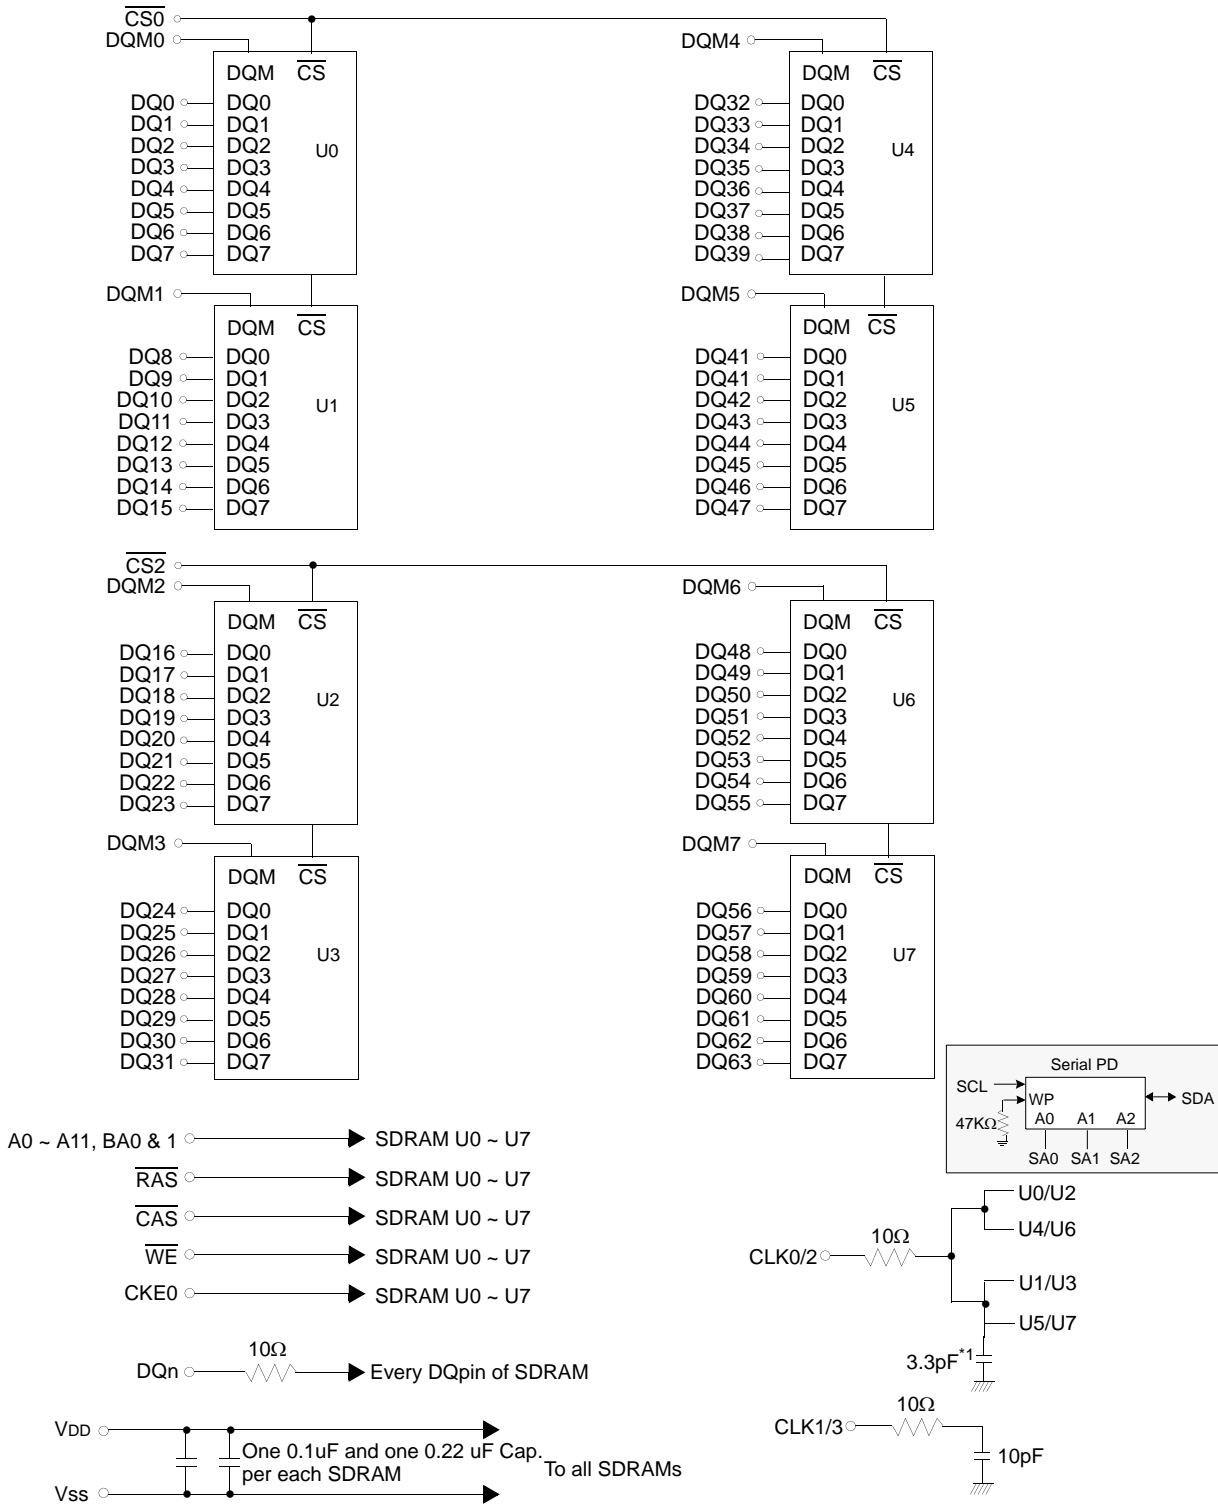 CS0
DQM0
DQM CS
DQ0 DQ0
DQ1 DQ1
DQ2 DQ2
DQ3 DQ3
DQ4 DQ4
DQ5 DQ5
DQ6 DQ6
DQ7 DQ7
U0
DQM1
DQM CS
DQ8 DQ0
DQ9 DQ1
DQ10 DQ2
DQ11 DQ3
DQ12 DQ4
DQ13 DQ5
DQ14 DQ6
DQ15 DQ7
U1
DQM4
DQM CS
DQ32 DQ0
DQ33 DQ1
DQ34 DQ2
DQ35 DQ3
DQ36 DQ4
DQ37 DQ5
DQ38 DQ6
DQ39 DQ7
U4
DQM5
DQM CS
DQ41 DQ0
DQ41 DQ1
DQ42 DQ2
DQ43 DQ3
DQ44 DQ4
DQ45 DQ5
DQ46 DQ6
DQ47 DQ7
U5
CS2
DQM2
DQM CS
DQ16 DQ0
DQ17 DQ1
DQ18 DQ2
DQ19 DQ3
DQ20 DQ4
DQ21 DQ5
DQ22 DQ6
DQ23 DQ7
U2
DQM3
DQM CS
DQ24 DQ0
DQ25 DQ1
DQ26 DQ2
DQ27 DQ3
DQ28 DQ4
DQ29 DQ5
DQ30 DQ6
DQ31 DQ7
U3
DQM6
DQM CS
DQ48 DQ0
DQ49 DQ1
DQ50 DQ2
DQ51 DQ3
DQ52 DQ4
DQ53 DQ5
DQ54 DQ6
DQ55 DQ7
U6
DQM7
DQM CS
DQ56 DQ0
DQ57 DQ1
DQ58 DQ2
DQ59 DQ3
DQ60 DQ4
DQ61 DQ5
DQ62 DQ6
DQ63 DQ7
U7
Serial PD
SCL
WP
SDA
47KΩ
A0 A1 A2
SA0 SA1 SA2
A0 ~ A11, BA0 & 1 SDRAM U0 ~ U7
RAS SDRAM U0 ~ U7
CAS SDRAM U0 ~ U7
WE SDRAM U0 ~ U7
CKE0 SDRAM U0 ~ U7
10Ω
DQn Every DQpin of SDRAM
VDD
One 0.1uF and one 0.22 uF Cap.
per each SDRAM
To all SDRAMs
Vss
U0/U2
U4/U6
10Ω
CLK0/2
U1/U3
U5/U7
3.3pF*1
10Ω
CLK1/3
10pF